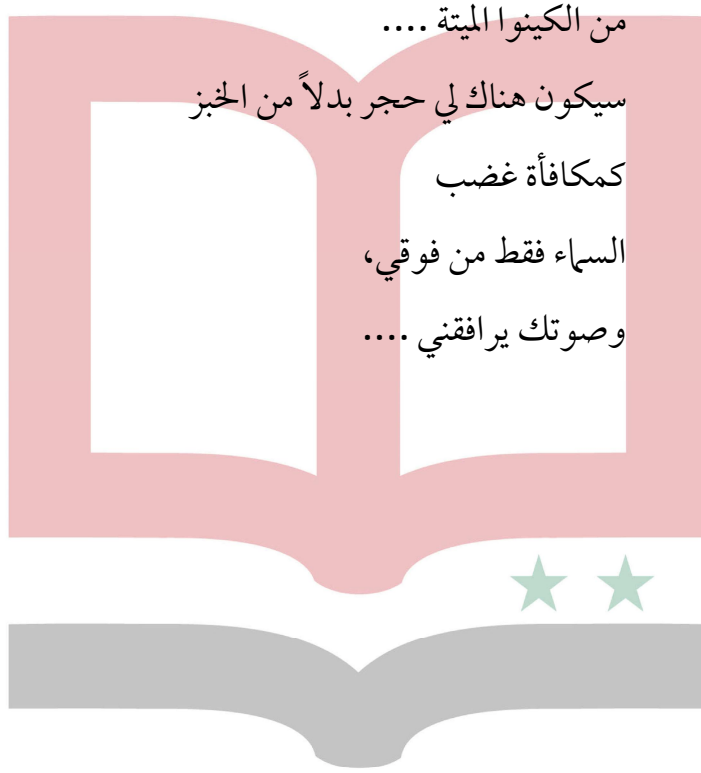 من الكينوا الميتة ....
سيكون هناك لي حجر بدلاً من الخبز
كمكافأة غضب
السماء فقط من فوقي،
وصوتك يرافقني ....